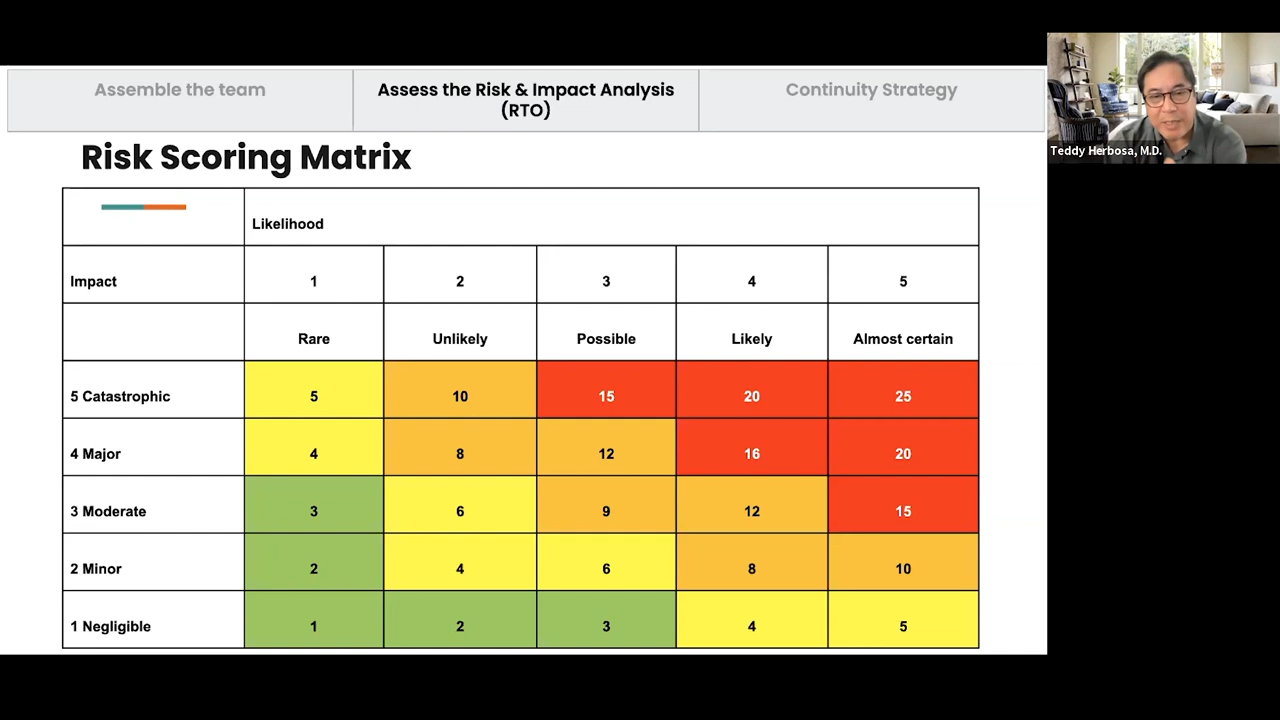 Assemble the team
Assess the Risk & Impact Analysis
(RTO)
Continuity Strategy
Teddy Herbosa, M.D.
Risk Scoring Matrix
Likelihood
Impact 1 2 3 4 5
Rare Unlikely Possible Likely Almost certain
5 Catastrophic 5 10 15 20 25
4 Major 4 8 12 16 20
3 Moderate 3 6 9 12 15
2 Minor 2 4 6 8 10
1 Negligible 1 2 3 4 5